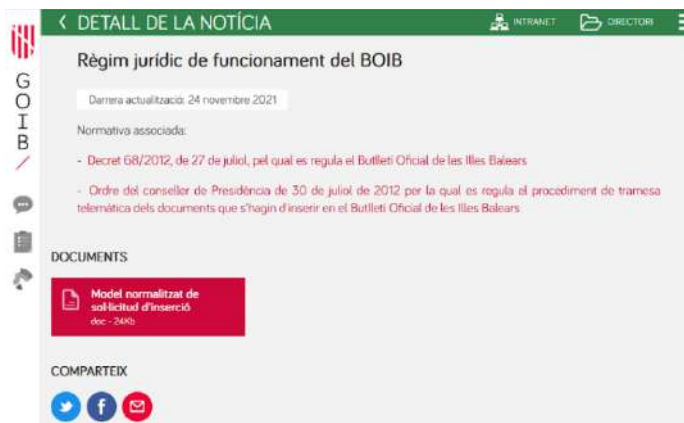 DETALL DE LA NOTÍCIA
INTRANET
DIRECTORI
GOIB
Règim jurídic de funcionament del BOIB
Darrera actualització: 24 novembre 2021
Normativa associada:
- Decret 68/2012, de 27 de juliol, pel qual es regula el Butlletí Oficial de les Illes Balears
- Ordre del conseller de Presidència de 30 de juliol de 2012 per la qual es regula el procediment de tramesa
telemàtica dels documents que s'hagin d'inserir en el Butlletí Oficial de les Illes Balears
DOCUMENTS
Model normalitzat de
sol·licitud d'inserció
doc - 24Kb
COMPARTEIX